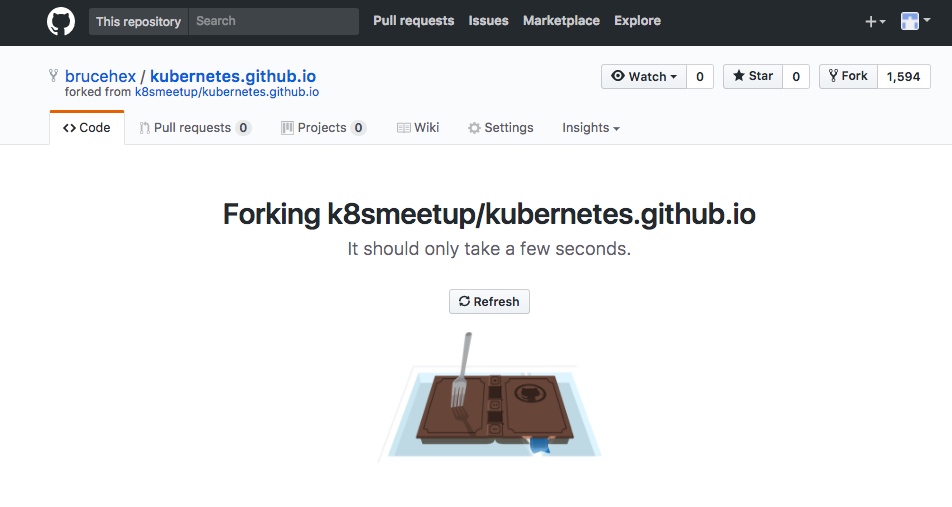 This repository Search Pull requests Issues Marketplace Explore
brucehex / kubernetes.github.io Watch 0 Star 0 Fork 1,594
forked from k8smeetup/kubernetes.github.io
Code Pull requests 0 Projects 0 Wiki Settings Insights
Forking k8smeetup/kubernetes.github.io
It should only take a few seconds.
Refresh